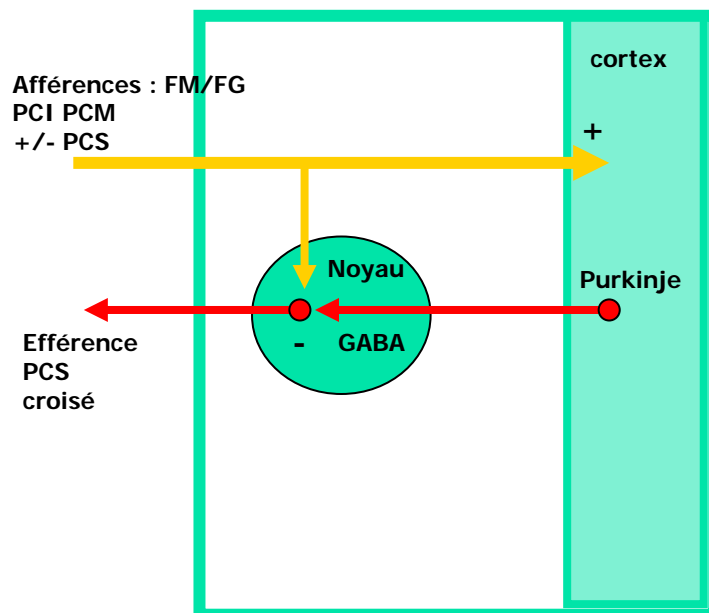 cortex
Afférences : FM/FG
PCI PCM
+/- PCS
+
Noyau
Purkinje
- GABA
Efférence
PCS
croisé